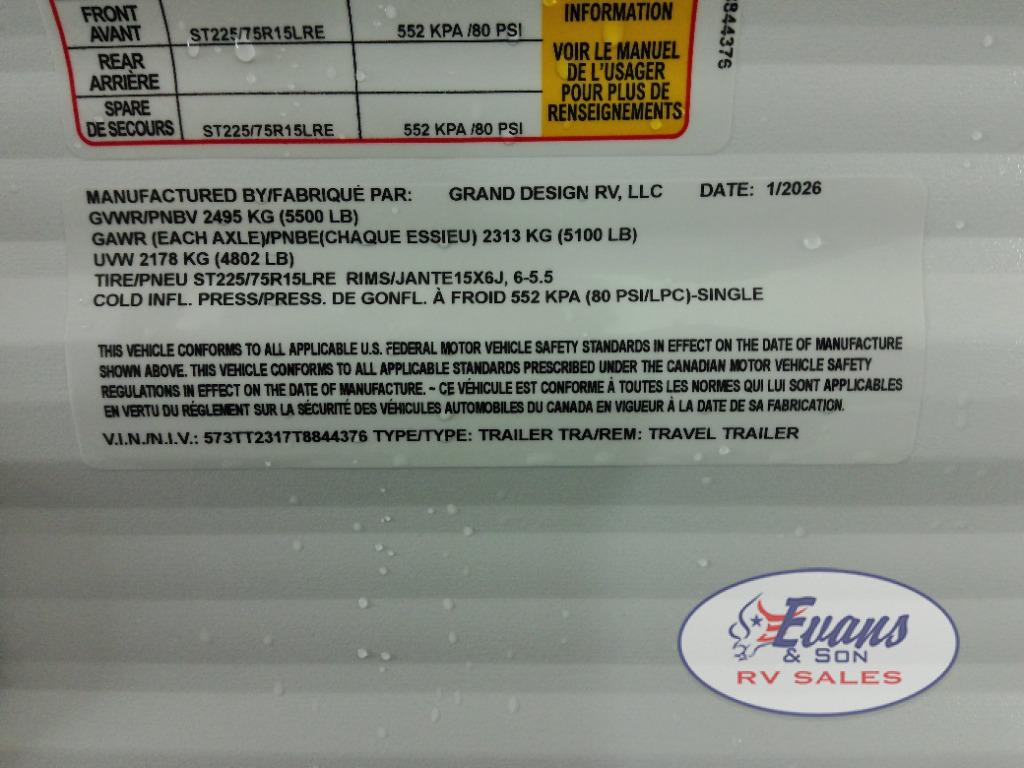 FRONT
AVANT
ST225/75R15LRE
552 KPA /80 PSI
REAR
ARRIÈRE
SPARE
DE SECOURS
ST225/75R15LRE
552 KPA /80 PSI
INFORMATION
VOIR LE MANUEL
DE L'USAGER
POUR PLUS DE
RENSEIGNEMENTS
8844376
MANUFACTURED BY/FABRIQUÉ PAR: GRAND DESIGN RV, LLC DATE: 1/2026
GVWR/PNBV 2495 KG (5500 LB)
GAWR (EACH AXLE)/PNBE(CHAQUE ESSIEU) 2313 KG (5100 LB)
UVW 2178 KG (4802 LB)
TIRE/PNEU ST225/75R15LRE RIMS/JANTE15X6J, 6-5.5
COLD INFL. PRESS/PRESS. DE GONFL. À FROID 552 KPA (80 PSI/LPC)-SINGLE
THIS VEHICLE CONFORMS TO ALL APPLICABLE U.S. FEDERAL MOTOR VEHICLE SAFETY STANDARDS IN EFFECT ON THE DATE OF MANUFACTURE
SHOWN ABOVE. THIS VEHICLE CONFORMS TO ALL APPLICABLE STANDARDS PRESCRIBED UNDER THE CANADIAN MOTOR VEHICLE SAFETY
REGULATIONS IN EFFECT ON THE DATE OF MANUFACTURE. ~ CE VÉHICULE EST CONFORME À TOUTES LES NORMES QUI LUI SONT APPLICABLES
EN VERTU DU RÉGLEMENT SUR LA SÉCURITÉ DES VÉHICULES AUTOMOBILES DU CANADA EN VIGUEUR À LA DATE DE SA FABRICATION.
V.I.N./N.I.V.: 573TT2317T8844376 TYPE/TYPE: TRAILER TRA/REM: TRAVEL TRAILER
Evans
& SON
RV SALES